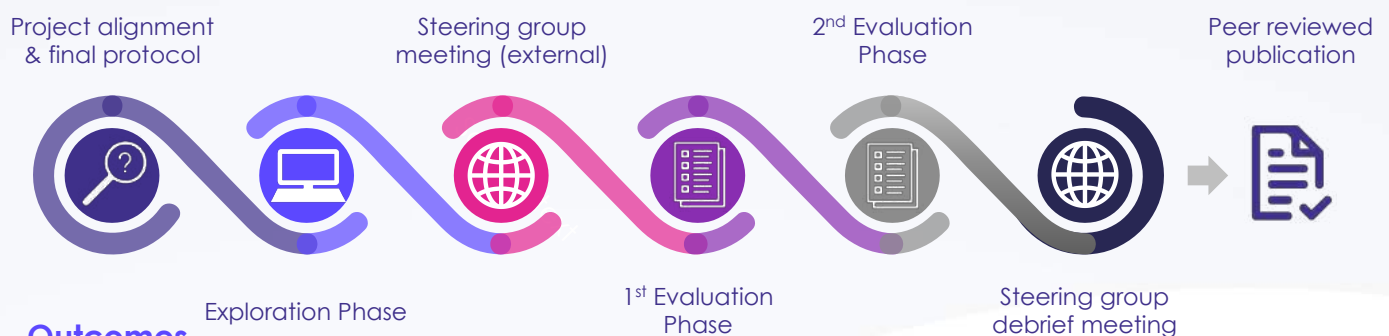 Project alignment
& final protocol
Steering group
meeting (external)
2nd Evaluation
Phase
Peer reviewed
publication
?
Exploration Phase
1st Evaluation
Phase
Steering group
debrief meeting
Outcomes